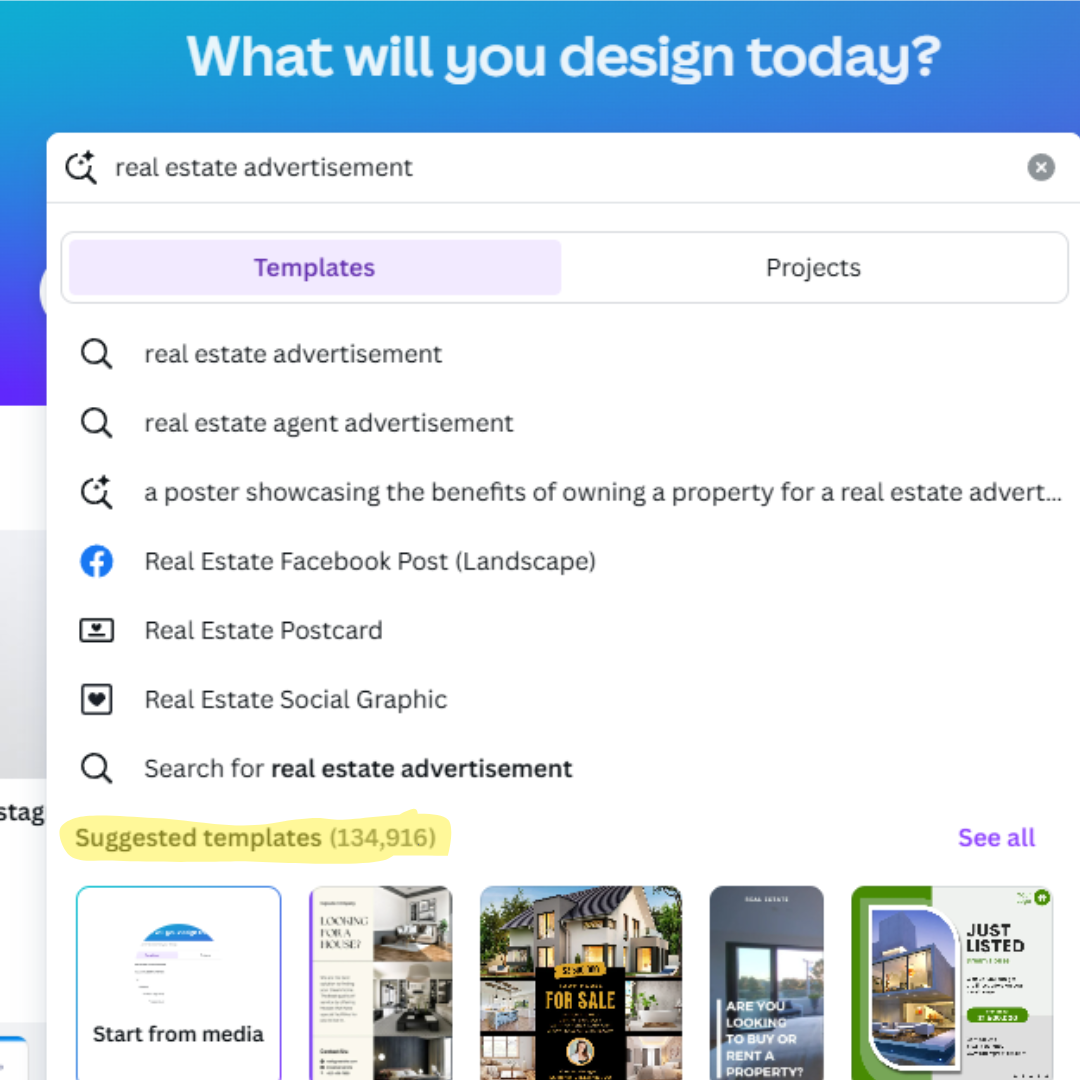 What will you design today?
real estate advertisement
Templates
Projects
real estate advertisement
real estate agent advertisement
a poster showcasing the benefits of owning a property for a real estate advert...
Real Estate Facebook Post (Landscape)
Real Estate Postcard
Real Estate Social Graphic
Search for real estate advertisement
stag
Suggested templates (134,916)
See all
Start from media
LOOKING
FOR A
HOUSE?
FOR SALE
REAL ESTATE
ARE YOU
LOOKING
TO BUY OR
RENT A
PROPERTY?
JUST
LISTED